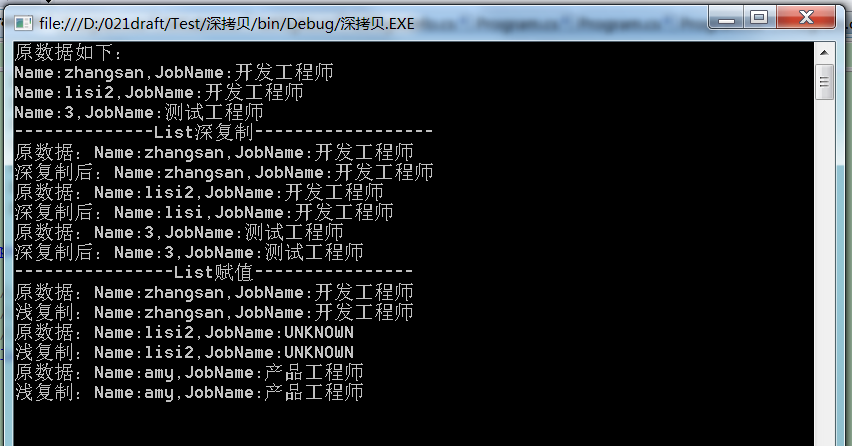 file:///D:/021draft/Test/深拷贝/bin/Debug/深拷贝.EXE
原数据如下：
Name:zhangsan,JobName:开发工程师
Name:lisi2,JobName:开发工程师
Name:3,JobName:测试工程师
--------------List深复制------------------
原数据：Name:zhangsan,JobName:开发工程师
深复制后：Name:zhangsan,JobName:开发工程师
原数据：Name:lisi2,JobName:开发工程师
深复制后：Name:lisi,JobName:开发工程师
原数据：Name:3,JobName:测试工程师
深复制后：Name:3,JobName:测试工程师
----------------List赋值----------------
原数据：Name:zhangsan,JobName:开发工程师
浅复制：Name:zhangsan,JobName:开发工程师
原数据：Name:lisi2,JobName:UNKNOWN
浅复制：Name:lisi2,JobName:UNKNOWN
原数据：Name:amy,JobName:产品工程师
浅复制：Name:amy,JobName:产品工程师